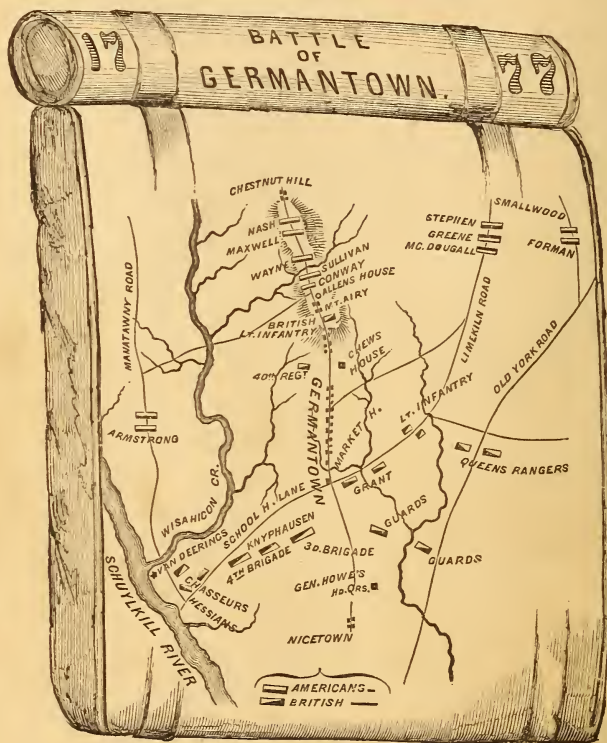 17
BATTLE
OF
GERMANTOWN.
77
CHESTNUT HILL
NASH
MAXWELL
WAYNE
SULLIVAN
CONWAY
ALLENS HOUSE
MT. AIRY
BRITISH
LT. INFANTRY
STEPHEN
GREENE
MC. DOUGALL
SMALLWOOD
FORMAN
MANATAWNY ROAD
LIMEKILN ROAD
OLD YORK ROAD
40TH REGT.
CHEWS
HOUSE
GERMANTOWN
MARKET H.
LT. INFANTRY
ARMSTRONG
WISAHICON CR.
SCHOOL H. LANE
GRANT
QUEENS RANGERS
VAN DEERINGS
KNYPHAUSEN
4TH BRIGADE
3D. BRIGADE
GUARDS
GUARDS
CHASSEURS
HESSIANS
GEN. HOWE'S
HD. QRS.
SCHUYLKILL RIVER
NICETOWN
AMERICANS
BRITISH